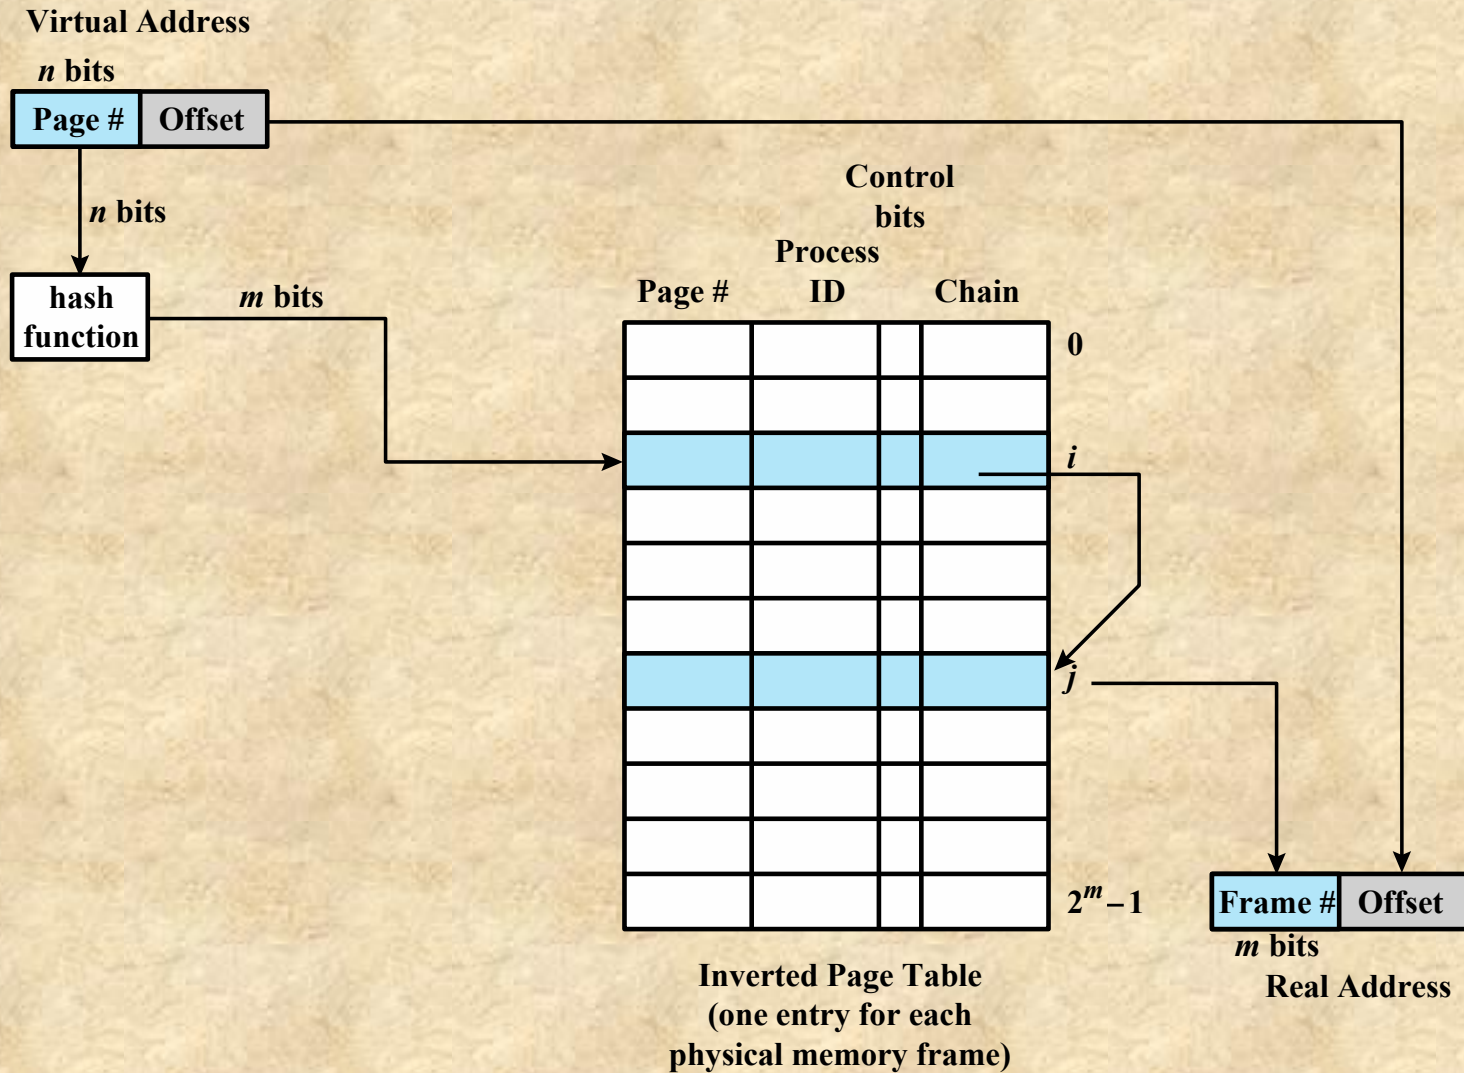 Virtual Address
n bits
Page # Offset
n bits
hash
function
m bits
Control
bits
Process
Page # ID Chain
0
i
j
2^m – 1
Frame # Offset
m bits
Real Address
Inverted Page Table
(one entry for each
physical memory frame)